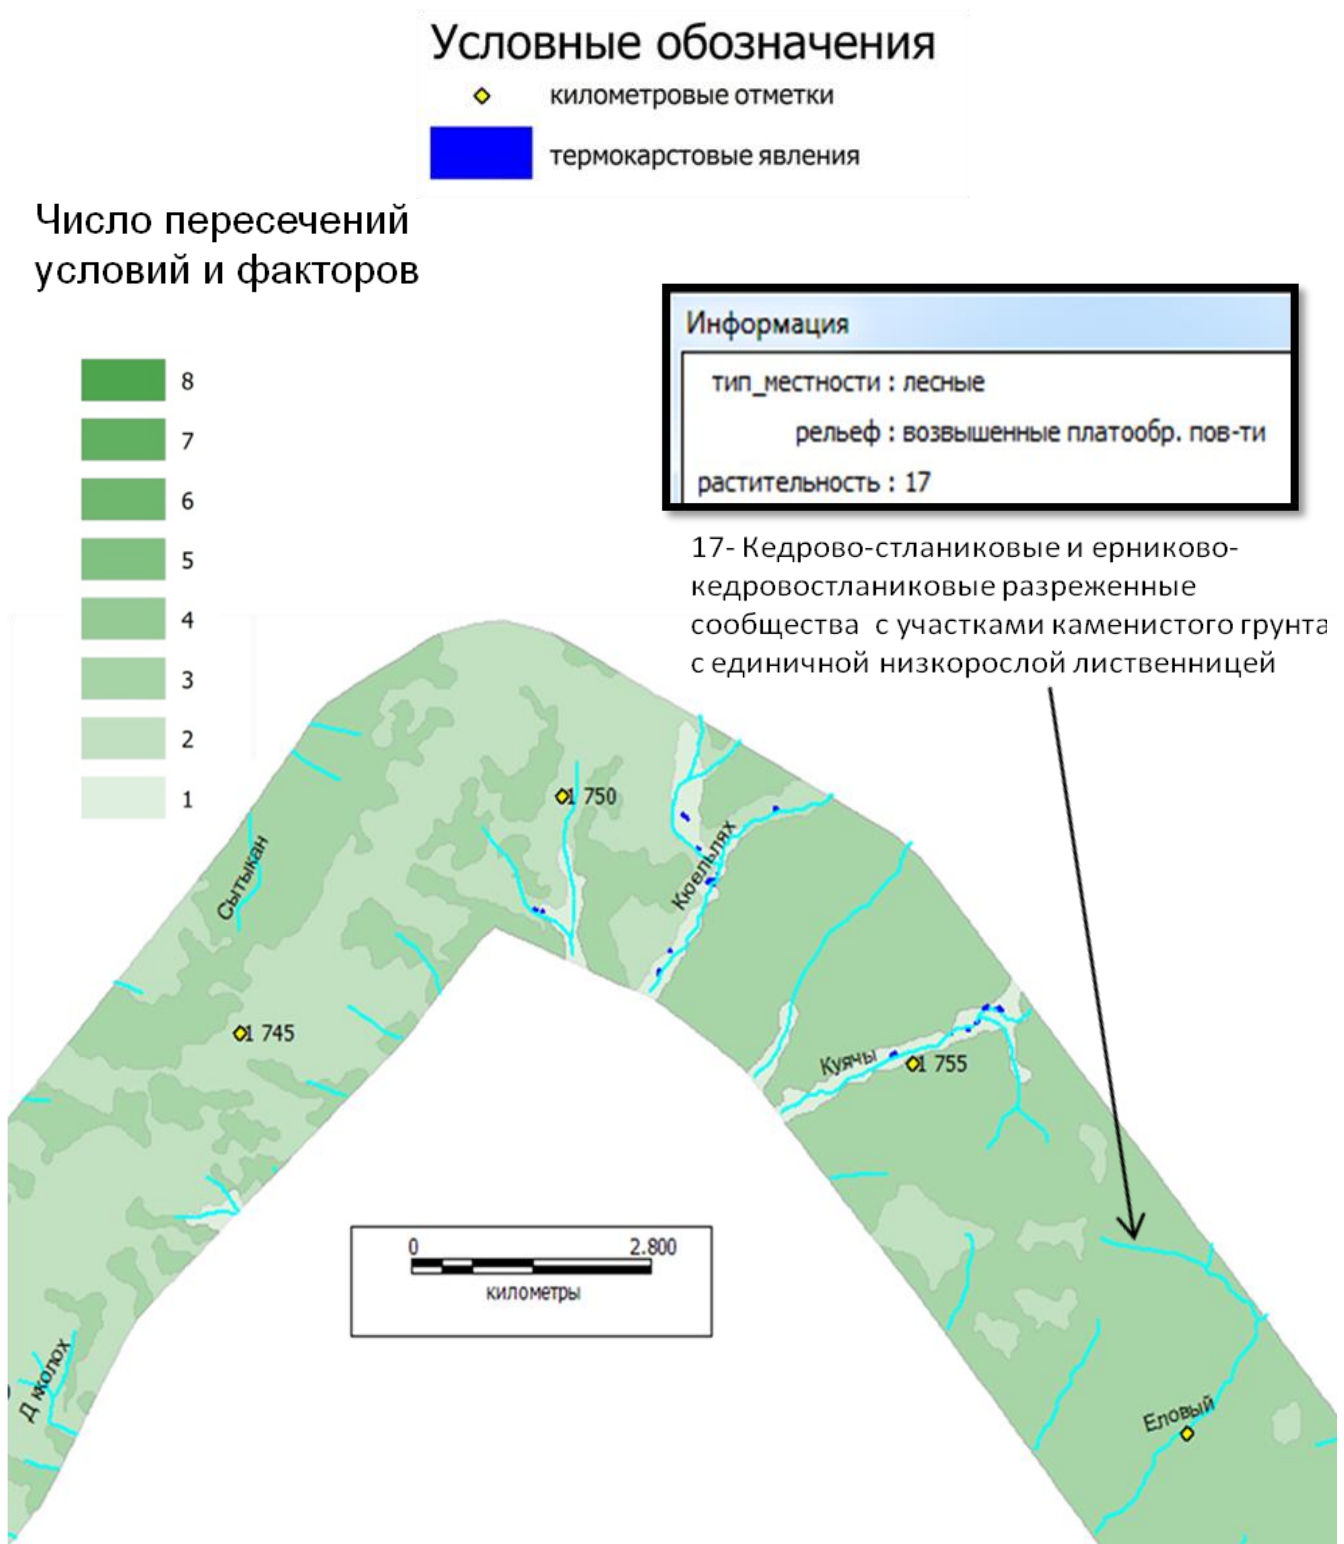 Условные обозначения
километровые отметки
термокарстовые явления
Число пересечений
условий и факторов
8
7
6
5
4
3
2
1
Информация
тип_местности : лесные
рельеф : возвышенные платообр. пов-ти
растительность : 17
17- Кедрово-стланиковые и ерниково-
кедровостланиковые разреженные
сообщества с участками каменистого грунта
с единичной низкорослой лиственницей
1 750
Кюельлях
Сытыкан
1 745
Куячы
1 755
0 2.800
километры
Еловый